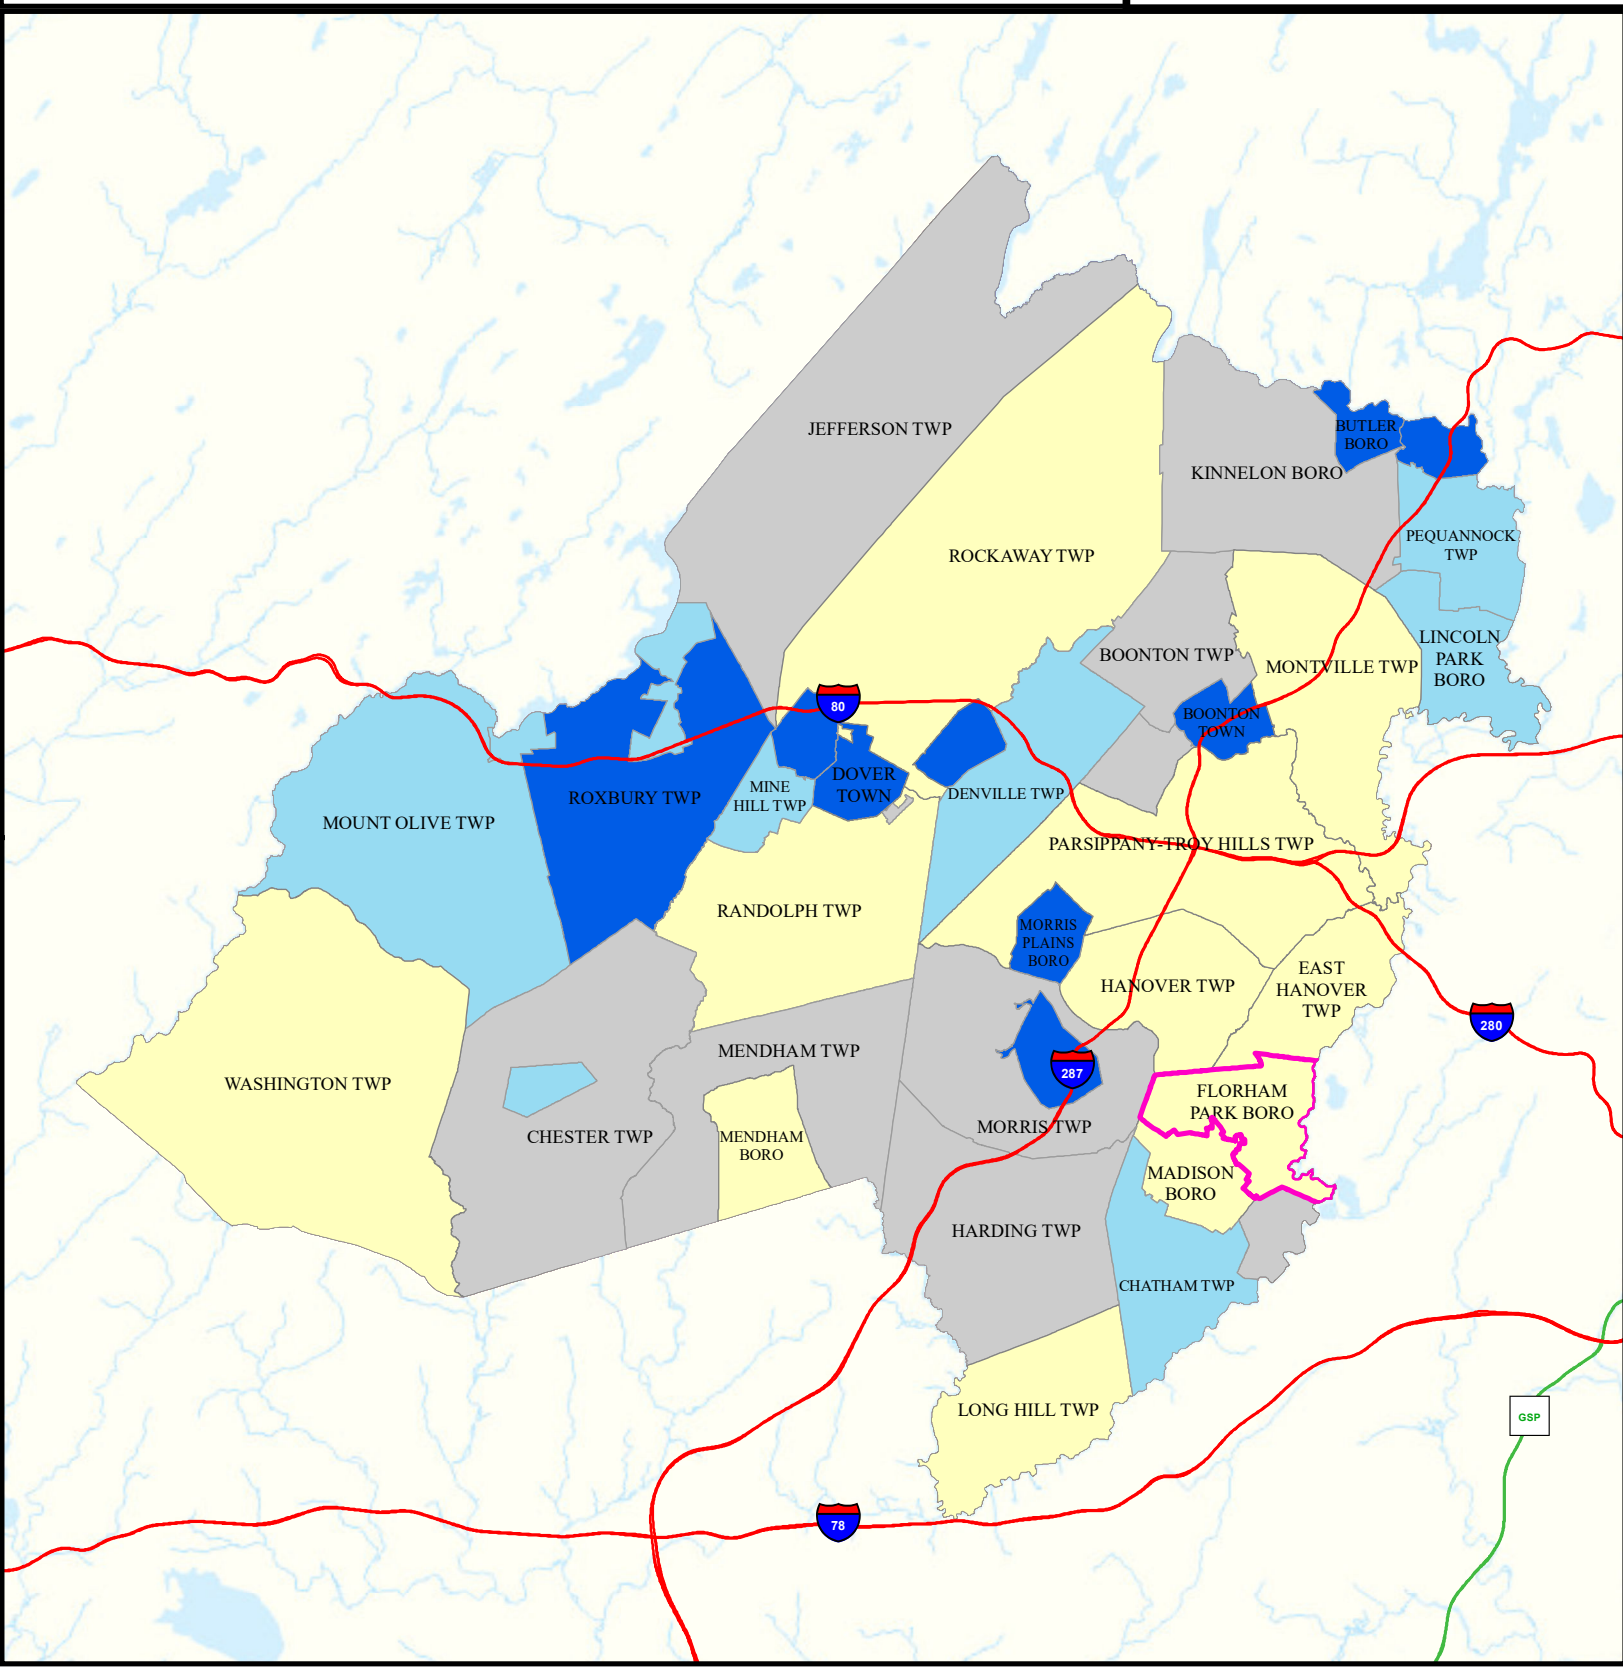 JEFFERSON TWP
BUTLER
BORO
KINNELON BORO
PEQUANNOCK
TWP
ROCKAWAY TWP
LINCOLN
PARK
BORO
BOONTON TWP
MONTVILLE TWP
80
BOONTON
TOWN
DOVER
TOWN
MINE
HILL TWP
DENVILLE TWP
ROXBURY TWP
MOUNT OLIVE TWP
PARSIPPANY-TROY HILLS TWP
RANDOLPH TWP
MORRIS
PLAINS
BORO
EAST
HANOVER
TWP
HANOVER TWP
280
MENDHAM TWP
287
WASHINGTON TWP
FLORHAM
PARK BORO
CHESTER TWP
MENDHAM
BORO
MORRIS TWP
MADISON
BORO
HARDING TWP
CHATHAM TWP
LONG HILL TWP
GSP
78